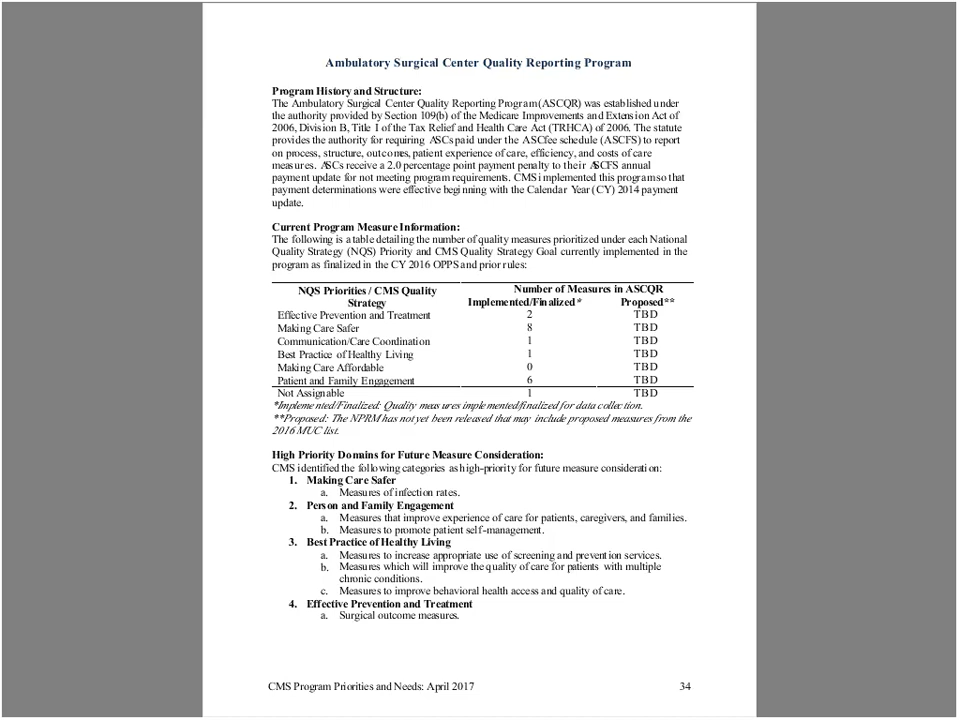 Ambulatory Surgical Center Quality Reporting Program
Program History and Structure:
The Ambulatory Surgical Center Quality Reporting Program (ASCQR) was established under
the authority provided by Section 109(b) of the Medicare Improvements and Extension Act of
2006, Division B, Title I of the Tax Relief and Health Care Act (TRHCA) of 2006. The statute
provides the authority for requiring ASCs paid under the ASC fee schedule (ASCFS) to report
on process, structure, outcomes, patient experience of care, efficiency, and costs of care
measures. ASCs receive a 2.0 percentage point payment penalty to their ASCFS annual
payment update for not meeting program requirements. CMS implemented this program so that
payment determinations were effective beginning with the Calendar Year (CY) 2014 payment
update.
Current Program Measure Information:
The following is a table detailing the number of quality measures prioritized under each National
Quality Strategy (NQS) Priority and CMS Quality Strategy Goal currently implemented in the
program as finalized in the CY 2016 OPPS and prior rules:
NQS Priorities / CMS Quality Strategy
Number of Measures in ASCQR
Implemented/Finalized* Proposed**
Effective Prevention and Treatment 2 TBD
Making Care Safer 8 TBD
Communication/Care Coordination 1 TBD
Best Practice of Healthy Living 1 TBD
Making Care Affordable 0 TBD
Patient and Family Engagement 6 TBD
Not Assignable 1 TBD
*Implemented/Finalized: Quality measures implemented/finalized for data collection.
**Proposed: The NPRM has not yet been released that may include proposed measures from the
2016 MUC list.
High Priority Domains for Future Measure Consideration:
CMS identified the following categories as high-priority for future measure consideration:
1. Making Care Safer
a. Measures of infection rates.
2. Person and Family Engagement
a. Measures that improve experience of care for patients, caregivers, and families.
b. Measures to promote patient self-management.
3. Best Practice of Healthy Living
a. Measures to increase appropriate use of screening and prevention services.
b. Measures which will improve the quality of care for patients with multiple
chronic conditions.
c. Measures to improve behavioral health access and quality of care.
4. Effective Prevention and Treatment
a. Surgical outcome measures.
CMS Program Priorities and Needs: April 2017 34